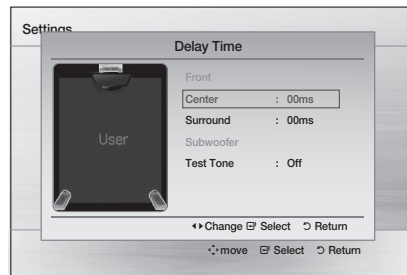 Settings
Delay Time
Front
Center : 00ms
Surround : 00ms
User
Subwoofer
Test Tone : Off
Change Select Return
move Select Return